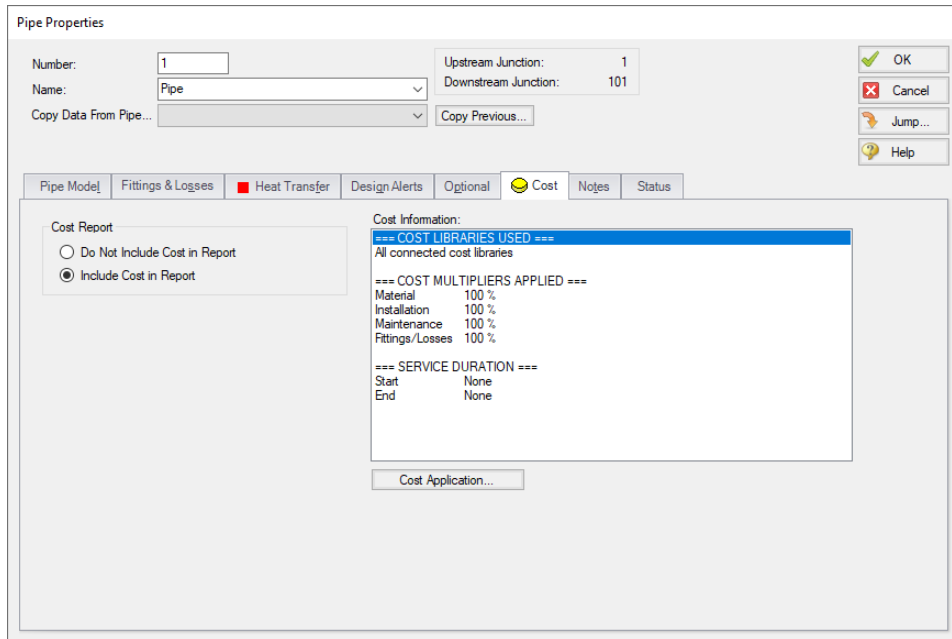 Pipe Properties
Number: 1
Upstream Junction: 1
Name: Pipe
Downstream Junction: 101
Copy Data From Pipe...
Copy Previous...
OK
Cancel
Jump...
Help
Pipe Model Fittings & Losses Heat Transfer Design Alerts Optional Cost Notes Status
Cost Report
Do Not Include Cost in Report
Include Cost in Report
Cost Information:
=== COST LIBRARIES USED ===
All connected cost libraries
=== COST MULTIPLIERS APPLIED ===
Material 100 %
Installation 100 %
Maintenance 100 %
Fittings/Losses 100 %
=== SERVICE DURATION ===
Start None
End None
Cost Application...